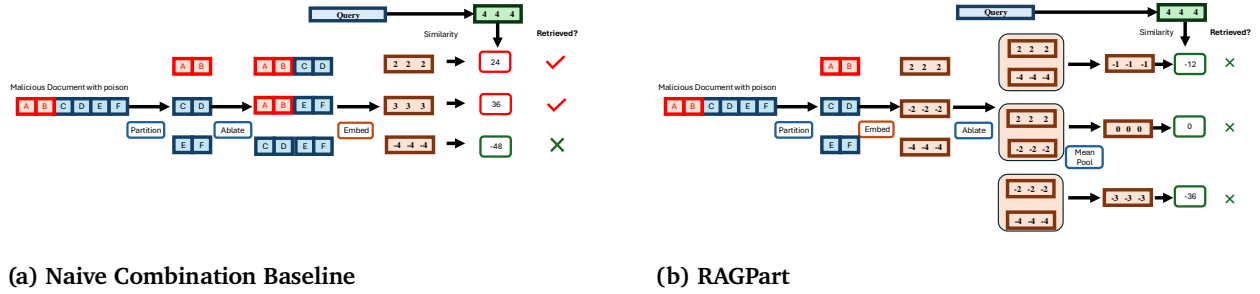 Query
4 4 4
Similarity
Retrieved?
A B
A B C D
2 2 2
24
Malicious Document with poison
A B C D E F
C D
A B E F
3 3 3
36
Partition
Ablate
Embed
E F
C D E F
-4 -4 -4
-48
(a) Naive Combination Baseline
Query
4 4 4
Similarity
Retrieved?
2 2 2
-4 -4 -4
-1 -1 -1
-12
A B
2 2 2
Malicious Document with poison
A B C D E F
C D
-2 -2 -2
2 2 2
-2 -2 -2
0 0 0
0
Partition
Embed
Ablate
Mean
Pool
E F
-4 -4 -4
-2 -2 -2
-4 -4 -4
-3 -3 -3
-36
(b) RAGPart